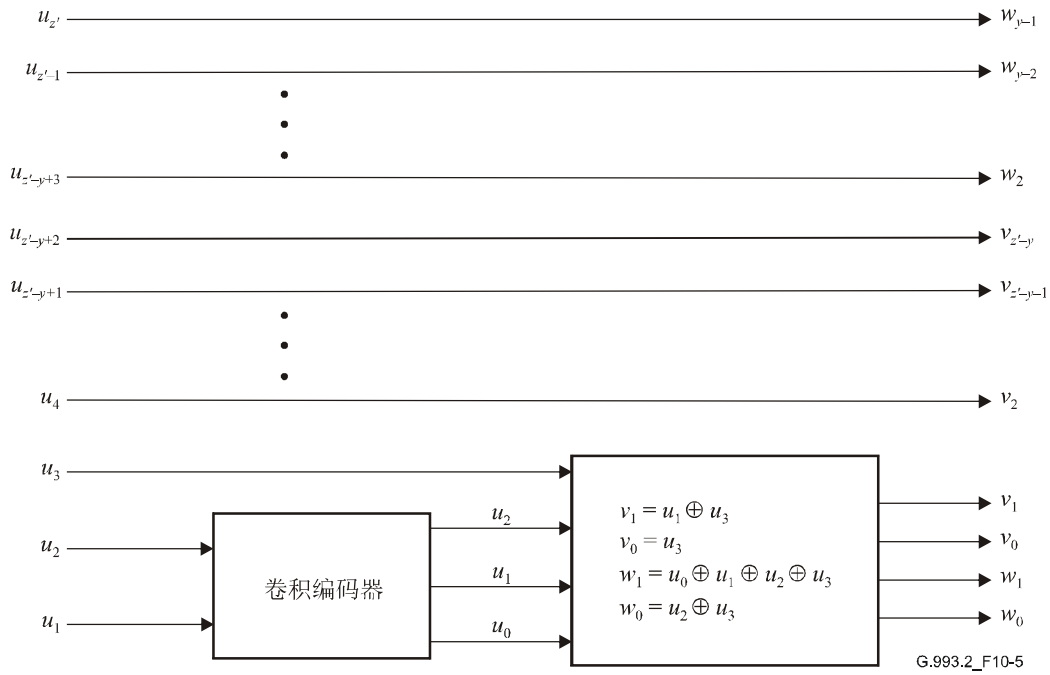 u_{z'} w_{y–1}
u_{z'–1} w_{y–2}
u_{z'–y+3} w_2
u_{z'–y+2} v_{z'–y}
u_{z'–y+1} v_{z'–y–1}
u_4 v_2
u_3
u_2
u_1
卷积编码器
u_2
u_1
u_0
v_1 = u_1 ⊕ u_3
v_0 = u_3
w_1 = u_0 ⊕ u_1 ⊕ u_2 ⊕ u_3
w_0 = u_2 ⊕ u_3
v_1
v_0
w_1
w_0
G.993.2_F10-5